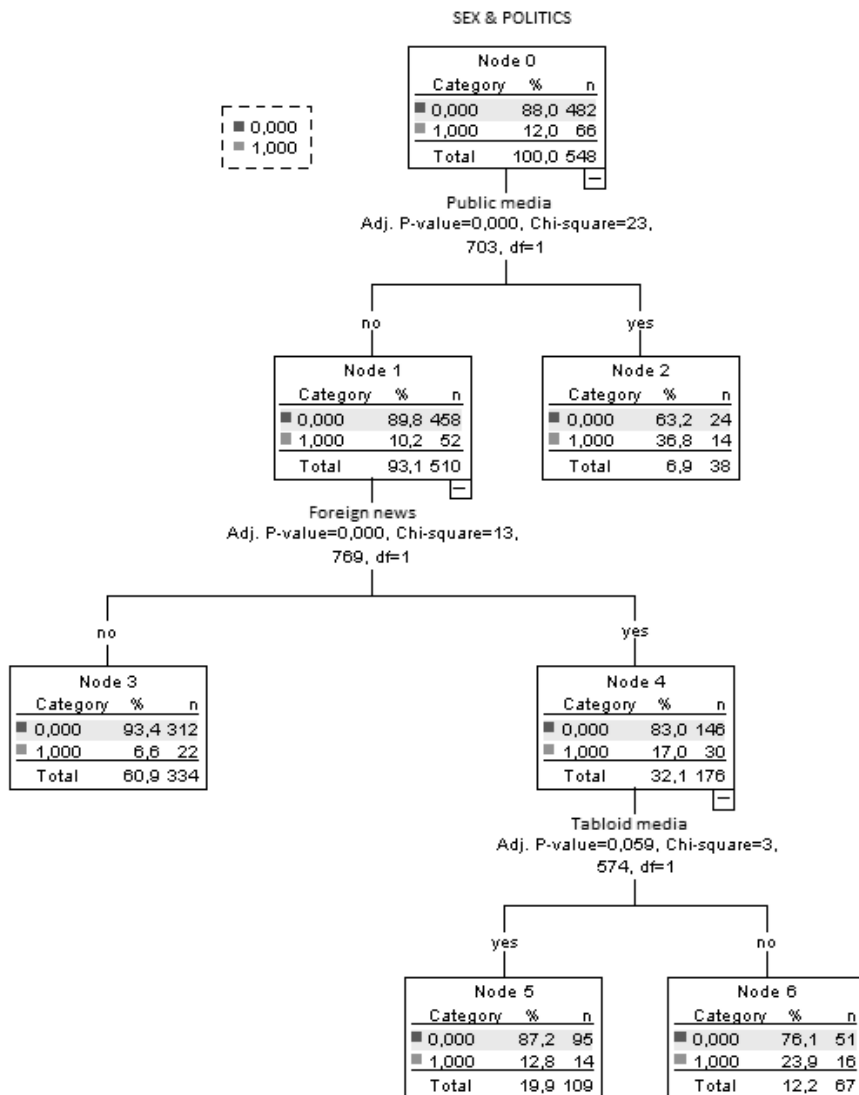 SEX & POLITICS
Node 0
Category % n
0,000 88,0 482
1,000 12,0 66
Total 100,0 548
0,000
1,000
Public media
Adj. P-value=0,000, Chi-square=23,
703, df=1
no
yes
Node 1
Category % n
0,000 89,8 458
1,000 10,2 52
Total 93,1 510
Node 2
Category % n
0,000 63,2 24
1,000 36,8 14
Total 6,9 38
Foreign news
Adj. P-value=0,000, Chi-square=13,
769, df=1
no
yes
Node 3
Category % n
0,000 93,4 312
1,000 6,6 22
Total 60,9 334
Node 4
Category % n
0,000 83,0 146
1,000 17,0 30
Total 32,1 176
Tabloid media
Adj. P-value=0,059, Chi-square=3,
574, df=1
yes
no
Node 5
Category % n
0,000 87,2 95
1,000 12,8 14
Total 19,9 109
Node 6
Category % n
0,000 76,1 51
1,000 23,9 16
Total 12,2 67